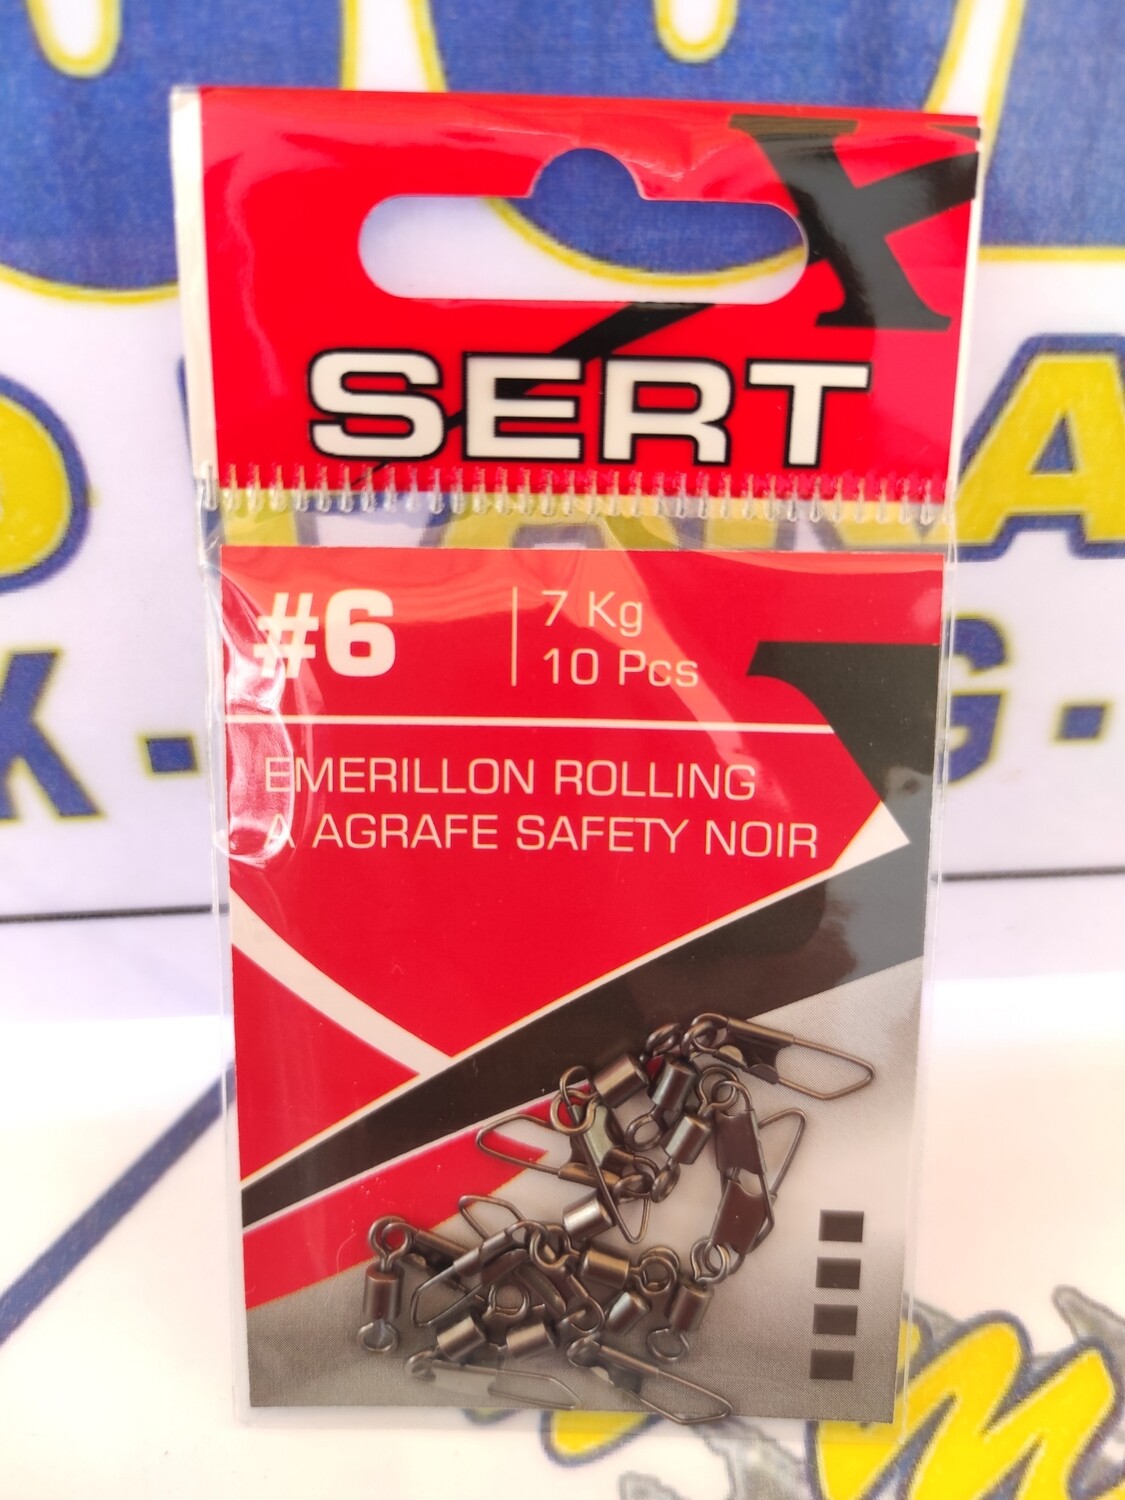 SERT
#6
7 Kg
10 Pcs
EMERILLON ROLLING
A AGRAFE SAFETY NOIR